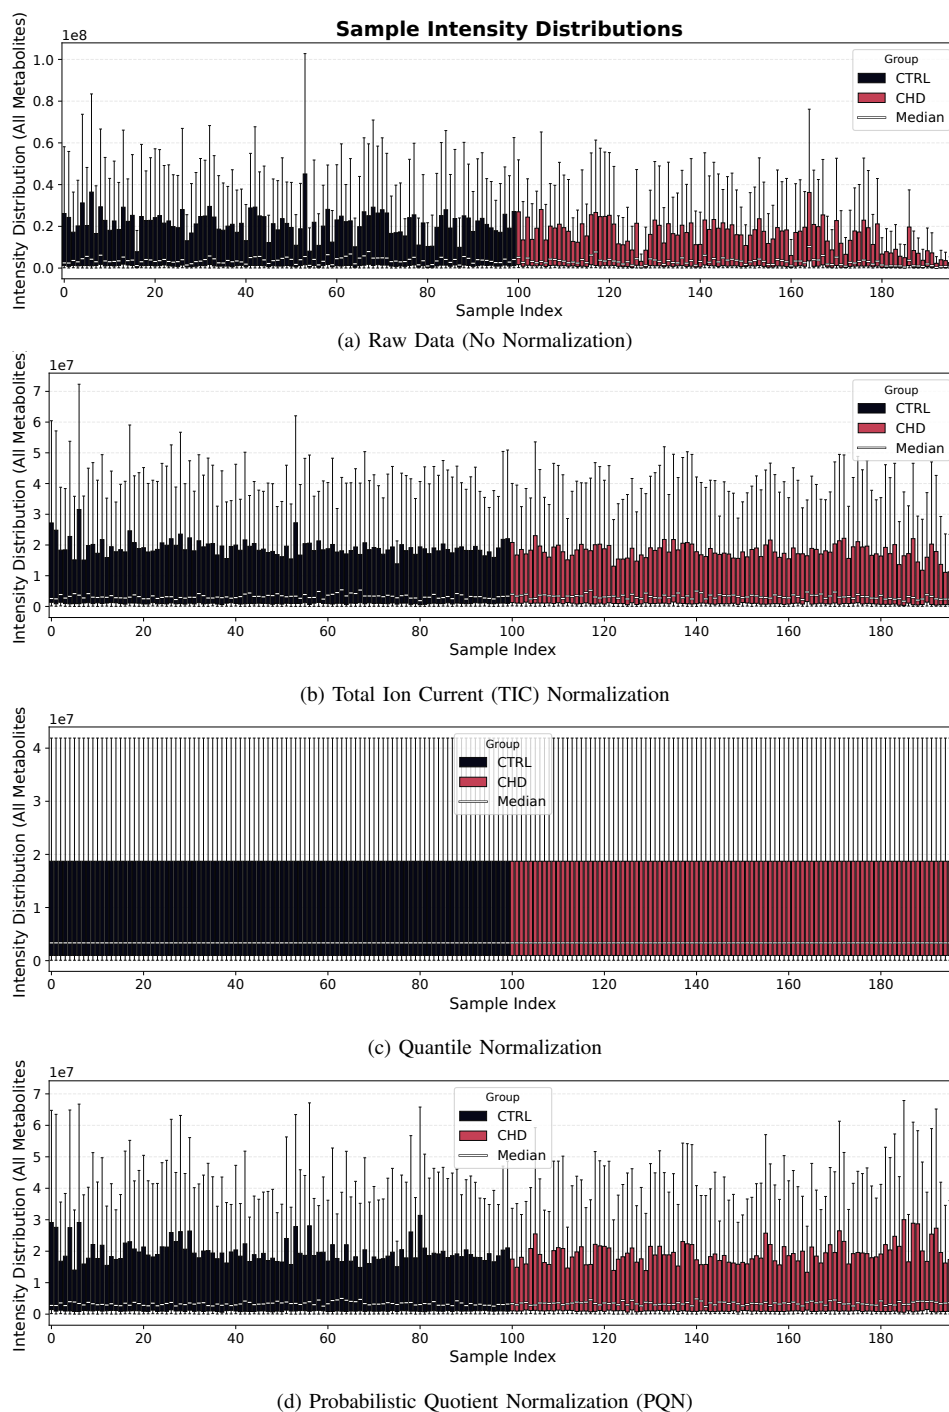 Sample Intensity Distributions
1e8
Intensity Distribution (All Metabolites)
1.0
0.8
0.6
0.4
0.2
0.0
Group
CTRL
CHD
Median
0 20 40 60 80 100 120 140 160 180
Sample Index
(a) Raw Data (No Normalization)
1e7
Intensity Distribution (All Metabolites)
7
6
5
4
3
2
1
0
Group
CTRL
CHD
Median
0 20 40 60 80 100 120 140 160 180
Sample Index
(b) Total Ion Current (TIC) Normalization
1e7
Intensity Distribution (All Metabolites
4
3
2
1
0
Group
CTRL
CHD
Median
0 20 40 60 80 100 120 140 160 180
Sample Index
(c) Quantile Normalization
1e7
Intensity Distribution (All Metabolites
7
6
5
4
3
2
1
0
Group
CTRL
CHD
Median
0 20 40 60 80 100 120 140 160 180
Sample Index
(d) Probabilistic Quotient Normalization (PQN)